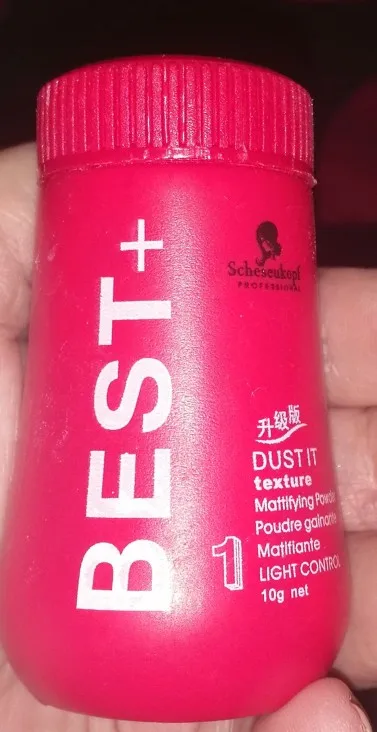 BEST+
Scheseukopf
PROFESSIONAL
升级版
DUST IT
texture
Mattifying Powder
Poudre gainante
Matifiante
1
LIGHT CONTROL
10g net